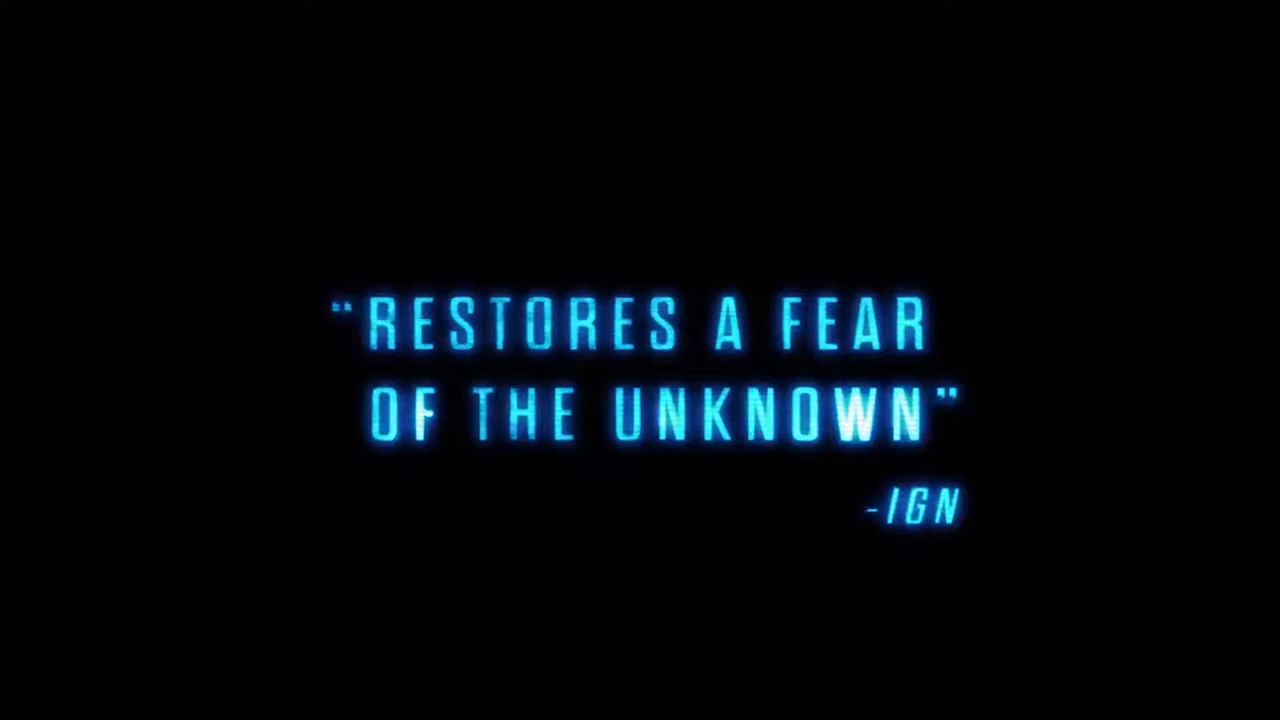 “RESTORES A FEAR
OF THE UNKNOWN”
-IGN